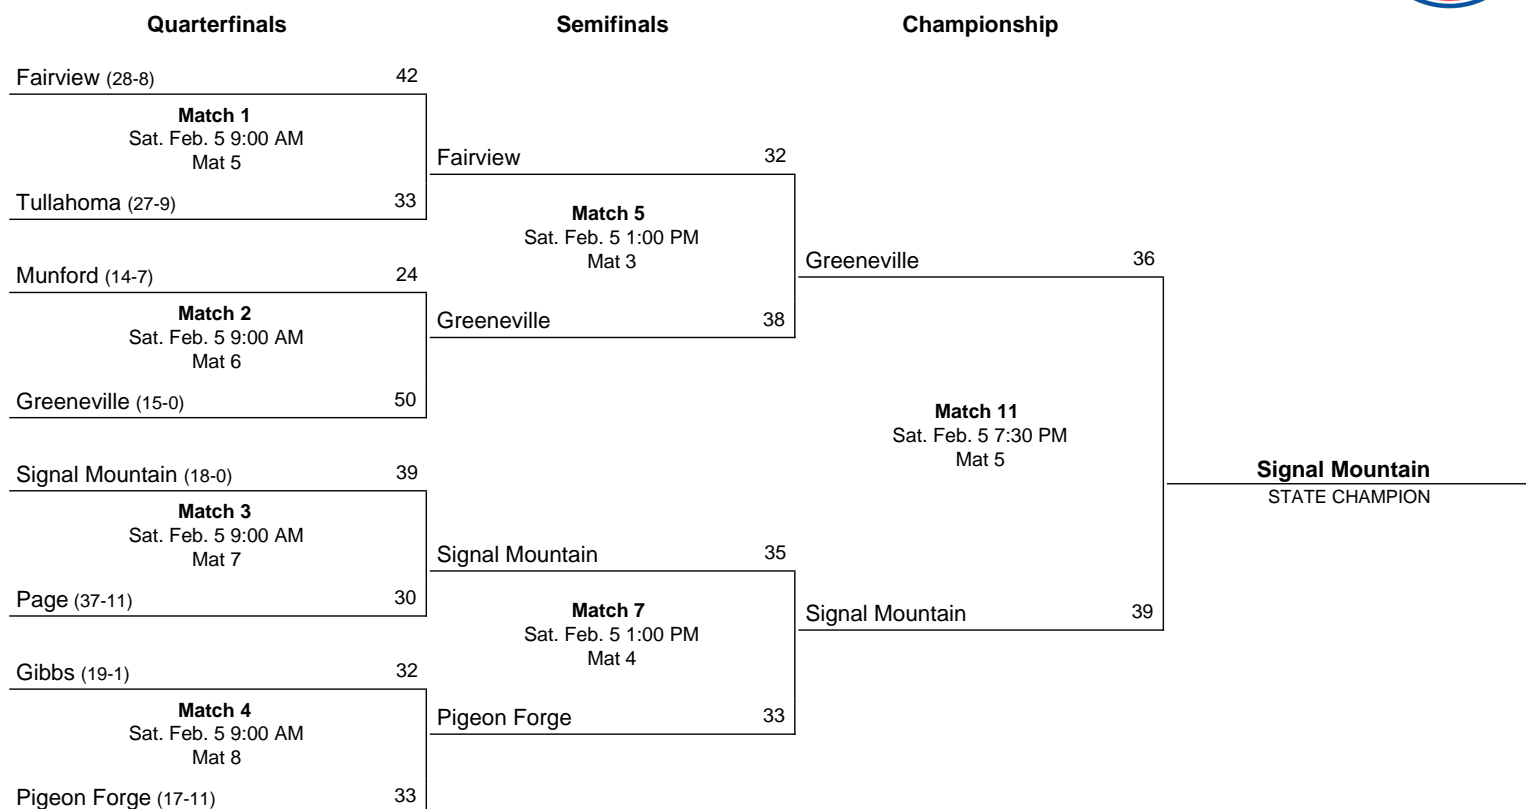 Quarterfinals
Semifinals
Championship
Fairview (28-8) 42
Match 1
Sat. Feb. 5 9:00 AM
Mat 5
Tullahoma (27-9) 33
Munford (14-7) 24
Match 2
Sat. Feb. 5 9:00 AM
Mat 6
Greeneville (15-0) 50
Signal Mountain (18-0) 39
Match 3
Sat. Feb. 5 9:00 AM
Mat 7
Page (37-11) 30
Gibbs (19-1) 32
Match 4
Sat. Feb. 5 9:00 AM
Mat 8
Pigeon Forge (17-11) 33
Fairview 32
Match 5
Sat. Feb. 5 1:00 PM
Mat 3
Greeneville 38
Signal Mountain 35
Match 7
Sat. Feb. 5 1:00 PM
Mat 4
Pigeon Forge 33
Greeneville 36
Match 11
Sat. Feb. 5 7:30 PM
Mat 5
Signal Mountain 39
Signal Mountain
STATE CHAMPION